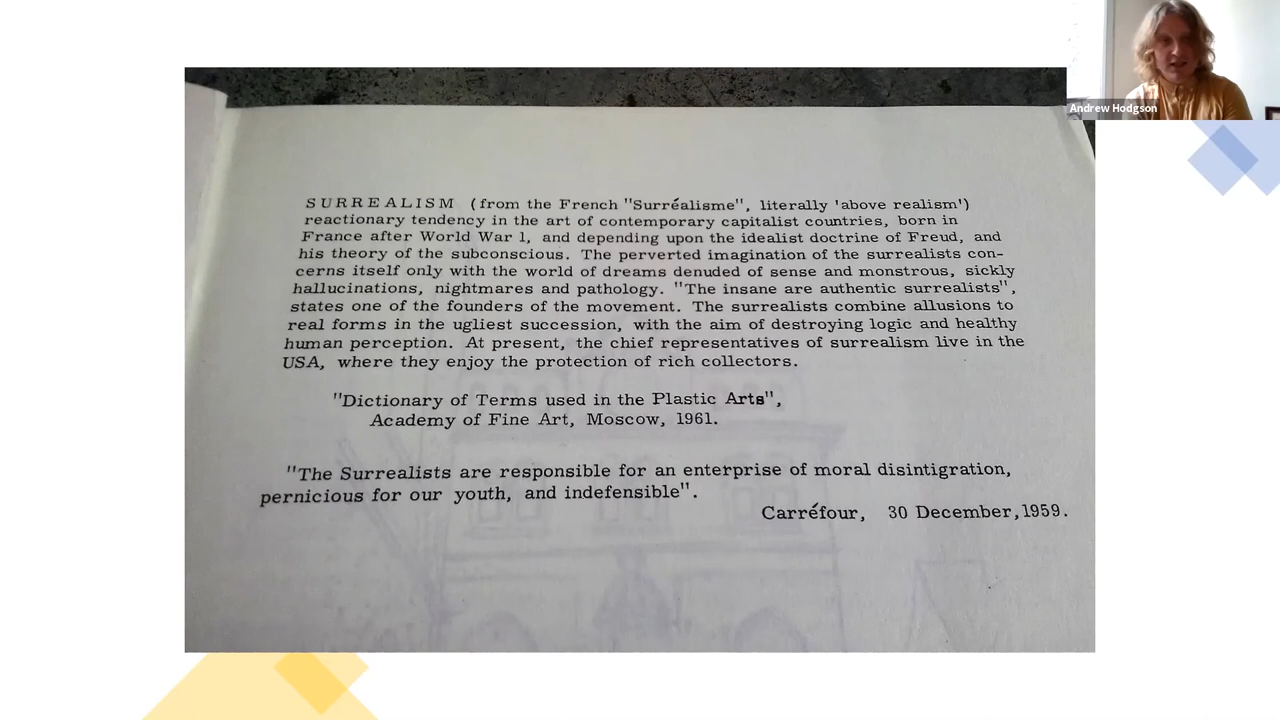 Andrew Hodgson
SURREALISM (from the French "Surréalisme", literally 'above realism')
reactionary tendency in the art of contemporary capitalist countries, born in
France after World War 1, and depending upon the idealist doctrine of Freud, and
his theory of the subconscious. The perverted imagination of the surrealists con-
cerns itself only with the world of dreams denuded of sense and monstrous, sickly
hallucinations, nightmares and pathology. "The insane are authentic surrealists",
states one of the founders of the movement. The surrealists combine allusions to
real forms in the ugliest succession, with the aim of destroying logic and healthy
human perception. At present, the chief representatives of surrealism live in the
USA, where they enjoy the protection of rich collectors.
"Dictionary of Terms used in the Plastic Arts",
Academy of Fine Art, Moscow, 1961.
"The Surrealists are responsible for an enterprise of moral disintigration,
pernicious for our youth, and indefensible".
Carréfour, 30 December, 1959.